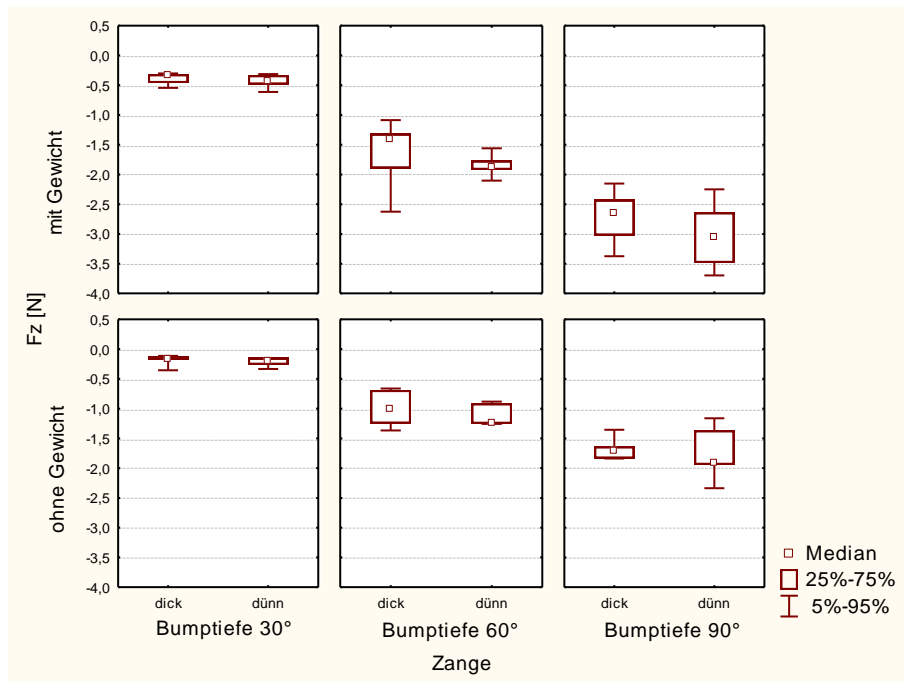 mit Gewicht
0,5
0,0
-0,5
-1,0
-1,5
-2,0
-2,5
-3,0
-3,5
-4,0
Fz [N]
ohne Gewicht
0,5
0,0
-0,5
-1,0
-1,5
-2,0
-2,5
-3,0
-3,5
-4,0
dick dünn
Bumptiefe 30°
dick dünn
Bumptiefe 60°
dick dünn
Bumptiefe 90°
Zange
Median
25%-75%
5%-95%